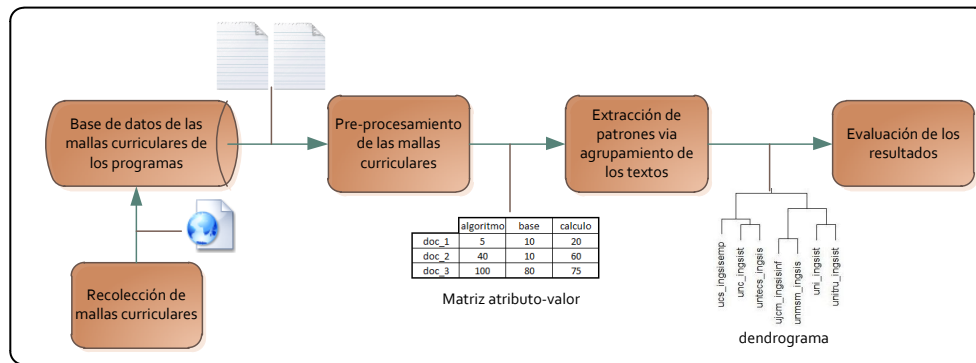 Base de datos de las
mallas curriculares de
los programas
Pre-procesamiento
de las mallas
curriculares
Extracción de
patrones via
agrupamiento de
los textos
Evaluación de los
resultados
Recolección de
mallas curriculares
algoritmo base calculo
doc_1 5 10 20
doc_2 40 10 60
doc_3 100 80 75
Matriz atributo-valor
ucs_ingsisemp
unc_ingsist
untecs_ingsis
ujcm_ingsisinf
unmsm_ingsis
uni_ingsist
unitru_ingsist
dendrograma